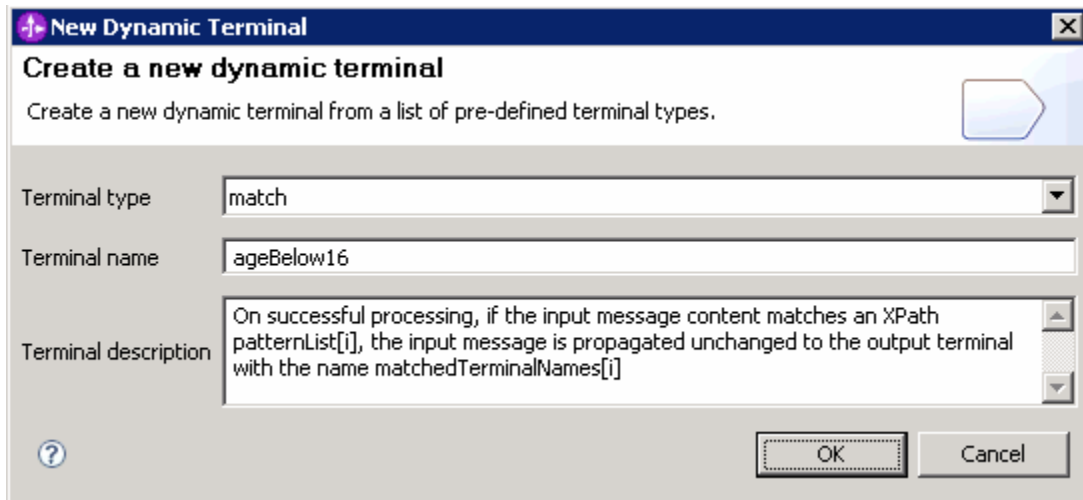 New Dynamic Terminal
Create a new dynamic terminal
Create a new dynamic terminal from a list of pre-defined terminal types.
Terminal type
match
Terminal name
ageBelow16
Terminal description
On successful processing, if the input message content matches an XPath
patternList[i], the input message is propagated unchanged to the output terminal
with the name matchedTerminalNames[i]
?
OK
Cancel